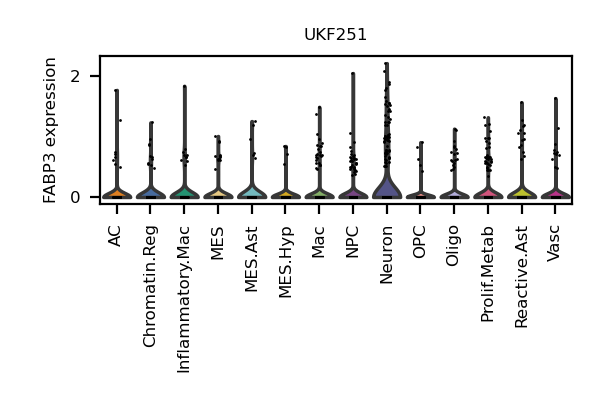 UKF251
FABP3 expression
2
0
AC
Chromatin.Reg
Inflammatory.Mac
MES
MES.Ast
MES.Hyp
Mac
NPC
Neuron
OPC
Oligo
Prolif.Metab
Reactive.Ast
Vasc